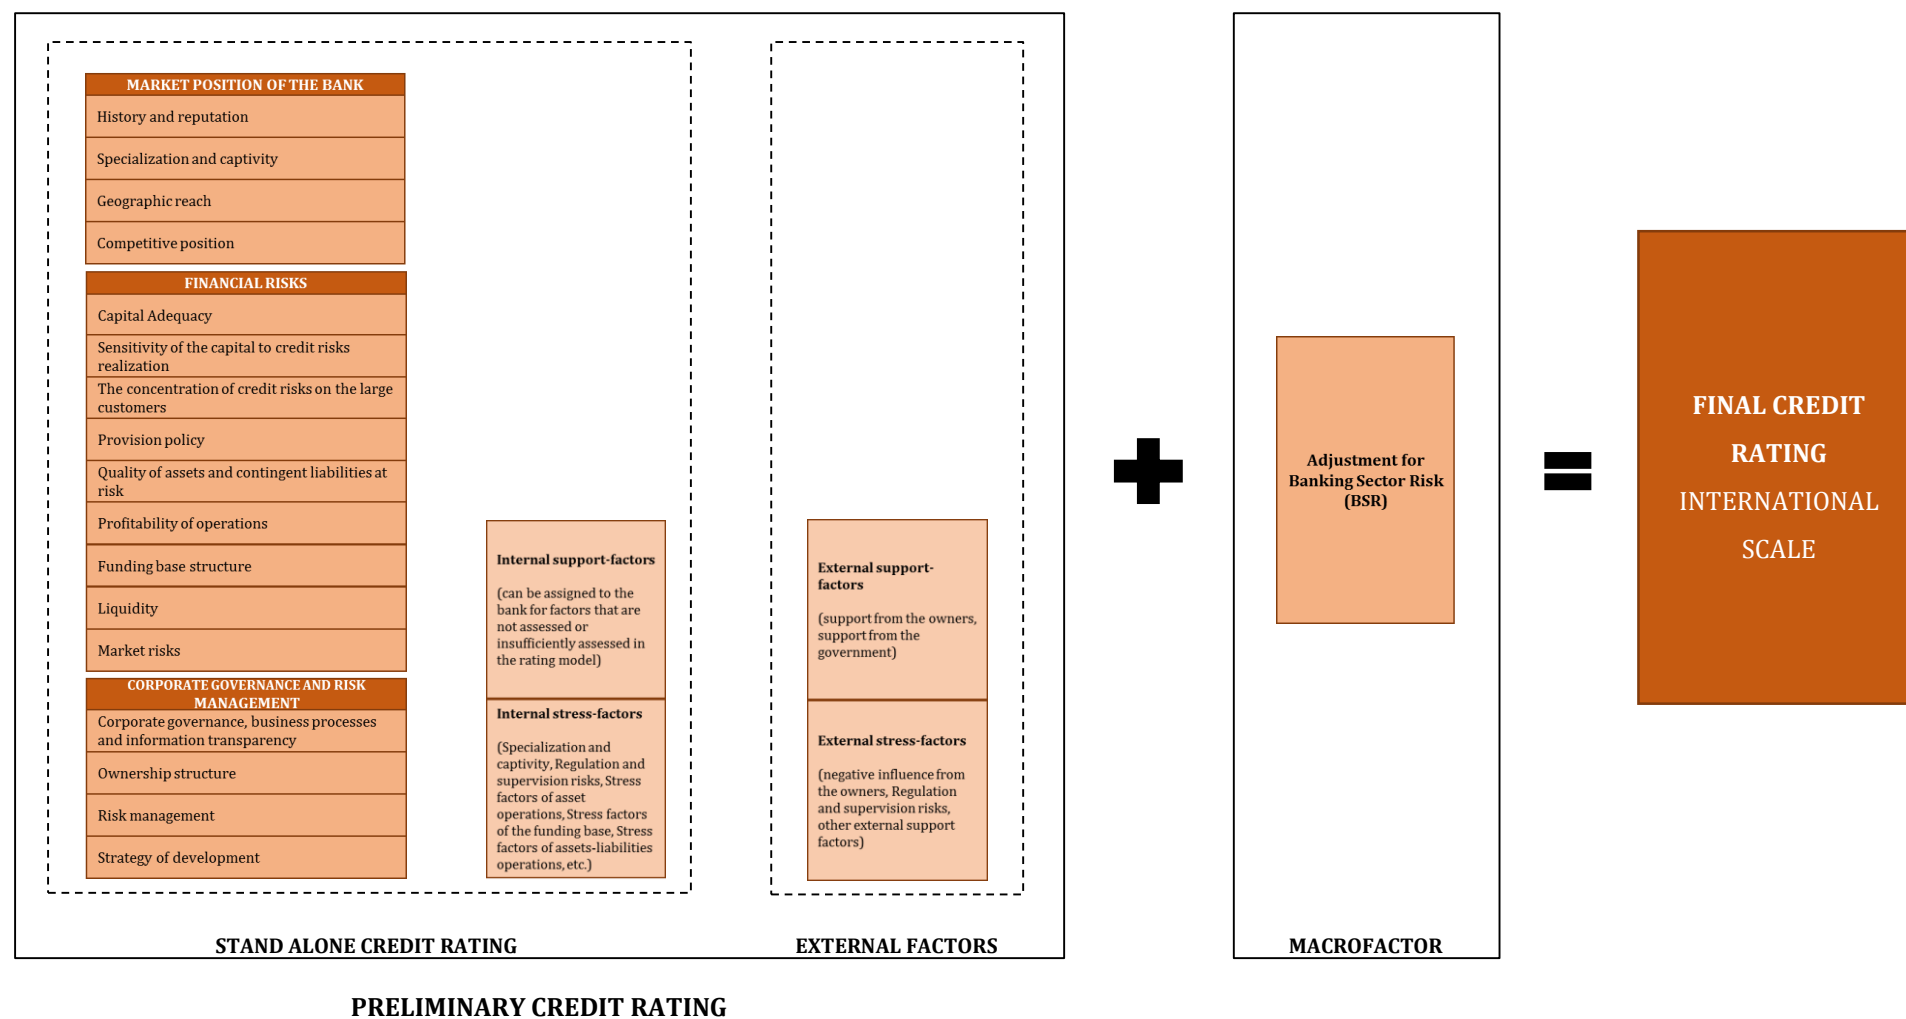 MARKET POSITION OF THE BANK
History and reputation
Specialization and captivity
Geographic reach
Competitive position
FINANCIAL RISKS
Capital Adequacy
Sensitivity of the capital to credit risks
realization
The concentration of credit risks on the large
customers
Provision policy
Quality of assets and contingent liabilities at
risk
Profitability of operations
Funding base structure
Liquidity
Market risks
CORPORATE GOVERNANCE AND RISK
MANAGEMENT
Corporate governance, business processes
and information transparency
Ownership structure
Risk management
Strategy of development
Internal support-factors
(can be assigned to the
bank for factors that are
not assessed or
insufficiently assessed in
the rating model)
Internal stress-factors
(Specialization and
captivity, Regulation and
supervision risks, Stress
factors of asset
operations, Stress factors
of the funding base, Stress
factors of assets-liabilities
operations, etc.)
External support-
factors
(support from the owners,
support from the
government)
External stress-factors
(negative influence from
the owners, Regulation
and supervision risks,
other external support
factors)
STAND ALONE CREDIT RATING
EXTERNAL FACTORS
PRELIMINARY CREDIT RATING
Adjustment for
Banking Sector Risk
(BSR)
MACROFACTOR
FINAL CREDIT
RATING
INTERNATIONAL
SCALE